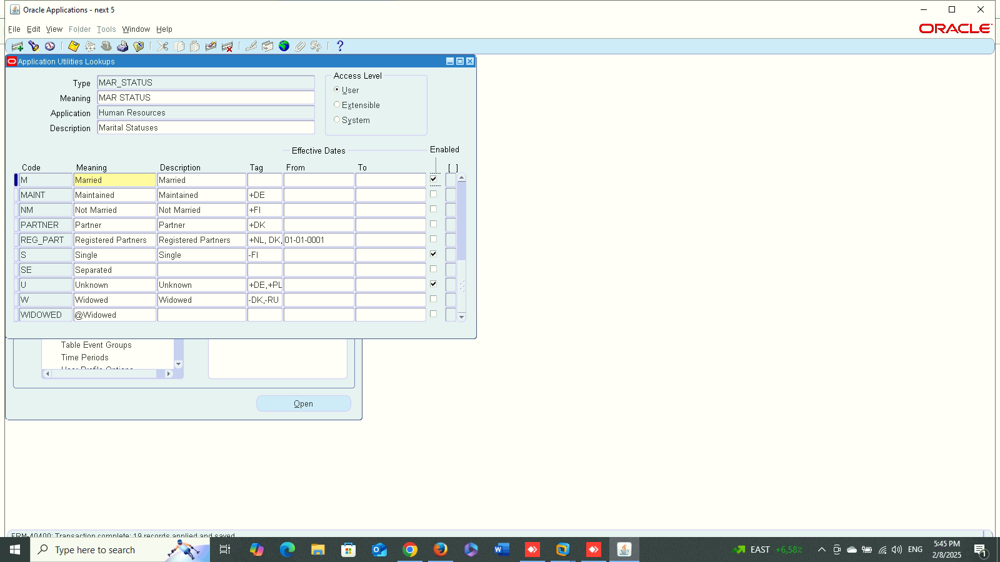 Oracle Applications - next 5
File Edit View Folder Tools Window Help
ORACLE
Application Utilities Lookups
Type MAR_STATUS
Meaning MAR STATUS
Application Human Resources
Description Marital Statuses
Access Level
User
Extensible
System
Effective Dates Enabled
Code Meaning Description Tag From To [ ]
M Married Married
MAINT Maintained Maintained +DE
NM Not Married Not Married +FI
PARTNER Partner Partner +DK
REG_PART Registered Partners Registered Partners +NL, DK, 01-01-0001
S Single Single -FI
SE Separated
U Unknown Unknown +DE,+PL
W Widowed Widowed -DK,-RU
WIDOWED @Widowed
Table Event Groups
Time Periods
User Profile Options
Open
FRM-40400: Transaction complete: 19 records applied and saved.
Type here to search
EAST +6,58%
ENG
5:45 PM
2/8/2025
1